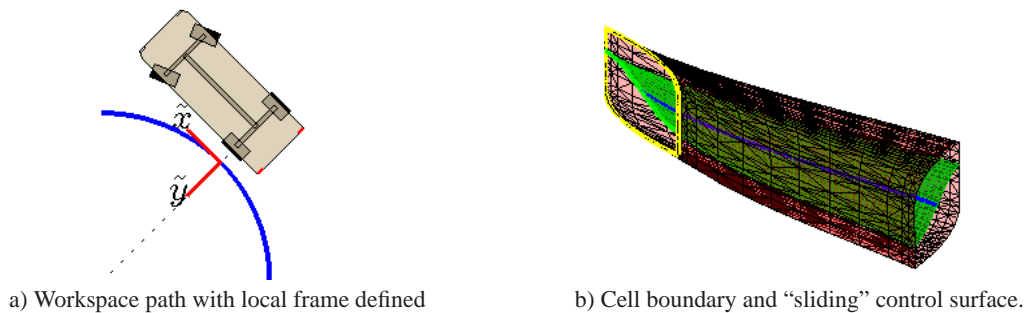 x̃
ỹ
a) Workspace path with local frame defined
b) Cell boundary and “sliding” control surface.